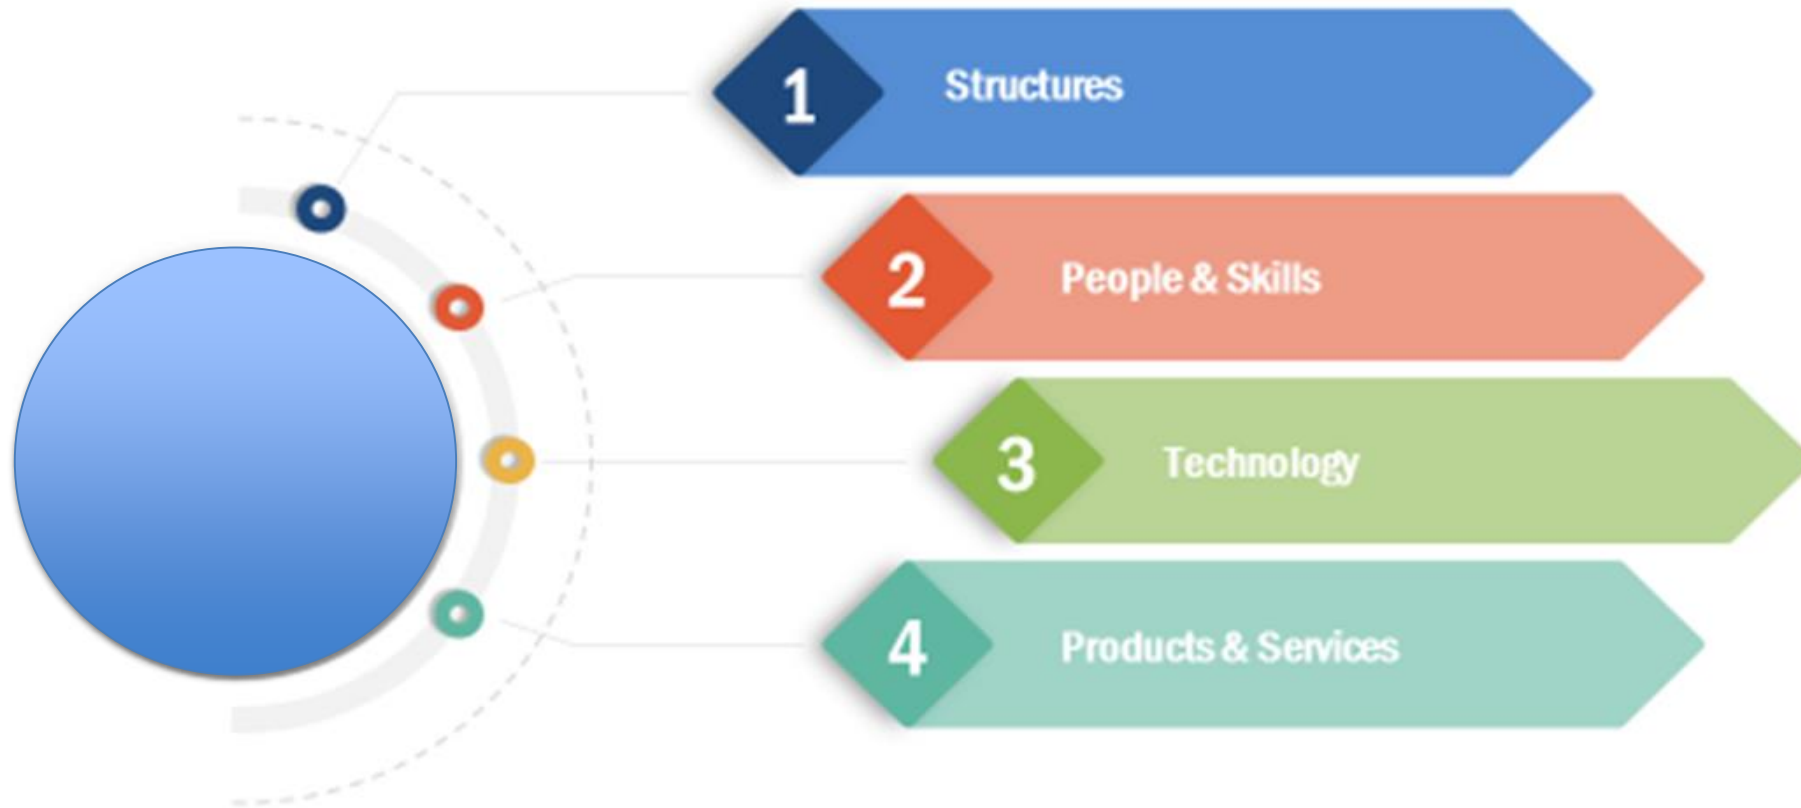 1
Structures
2
People & Skills
3
Technology
4
Products & Services